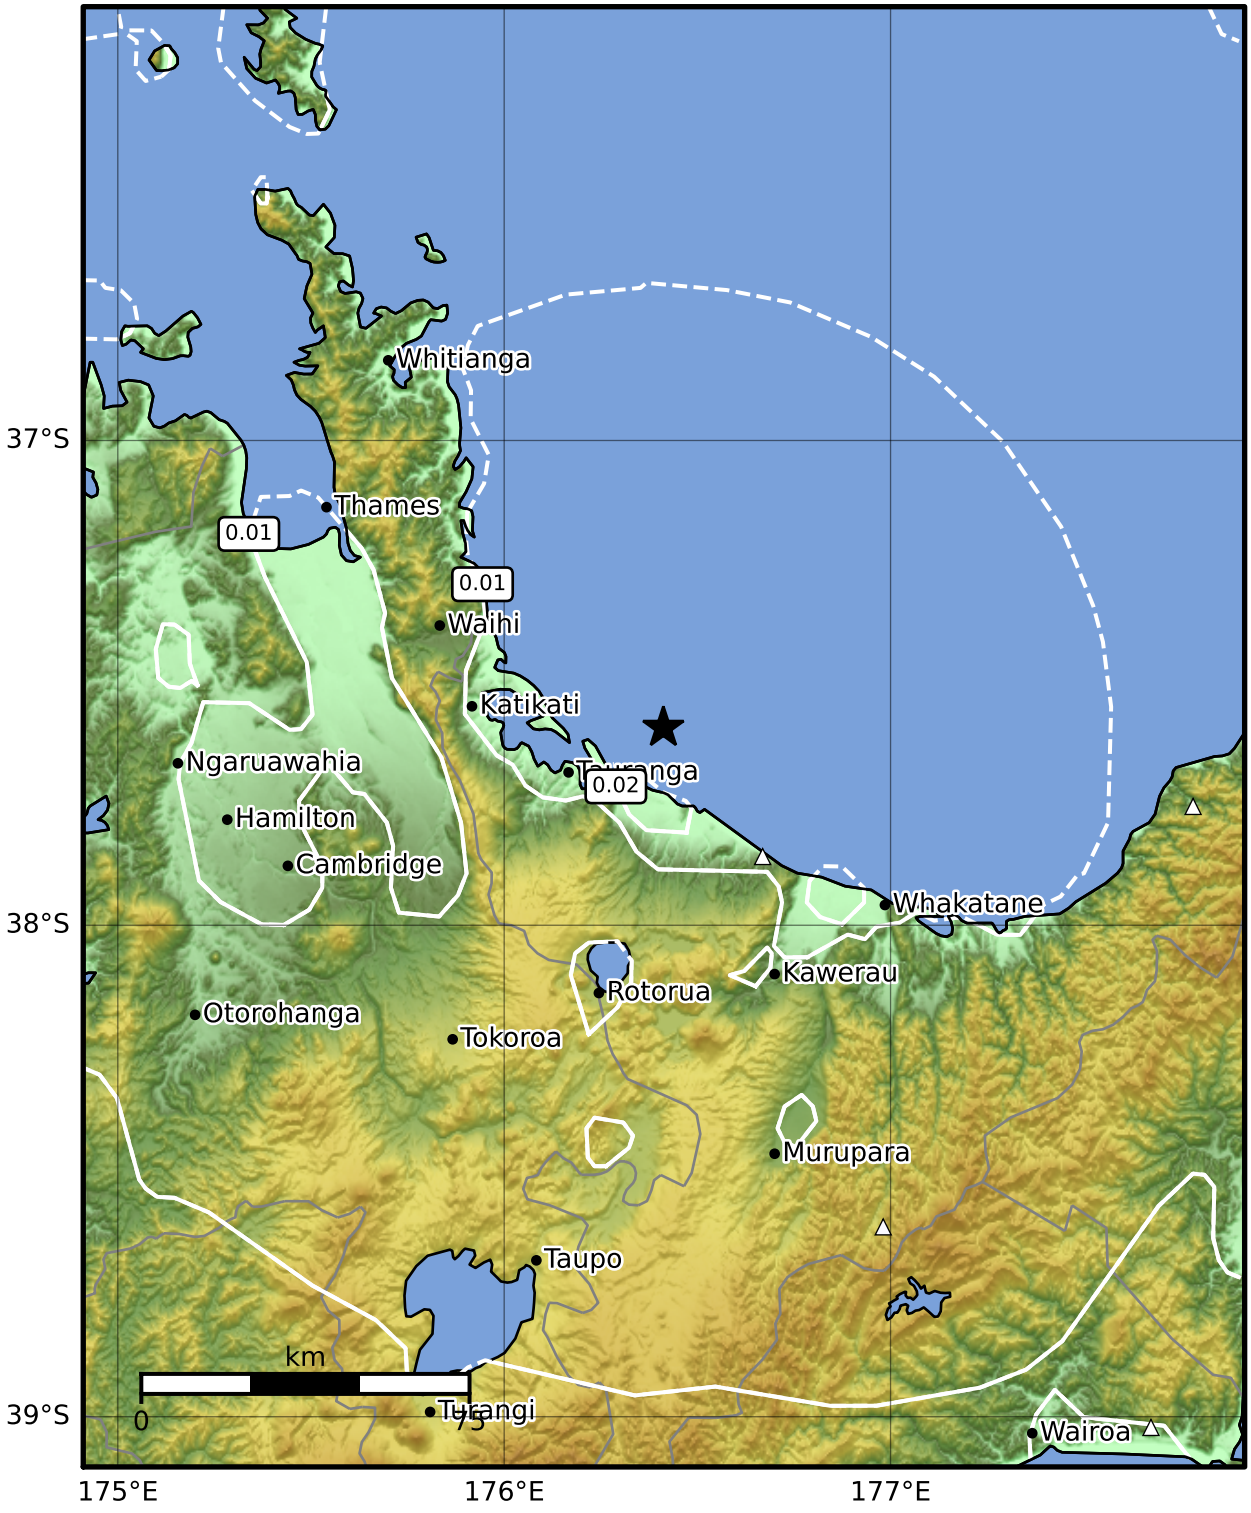 Whitianga
37°S
Thames
0.01
0.01
Waihi
Katikati
Ngaruawahia
Tauranga
0.02
Hamilton
Cambridge
Whakatane
38°S
Kawerau
Rotorua
Otorohanga
Tokoroa
Murupara
Taupo
km
0
75
Turangi
39°S
Wairoa
175°E
176°E
177°E